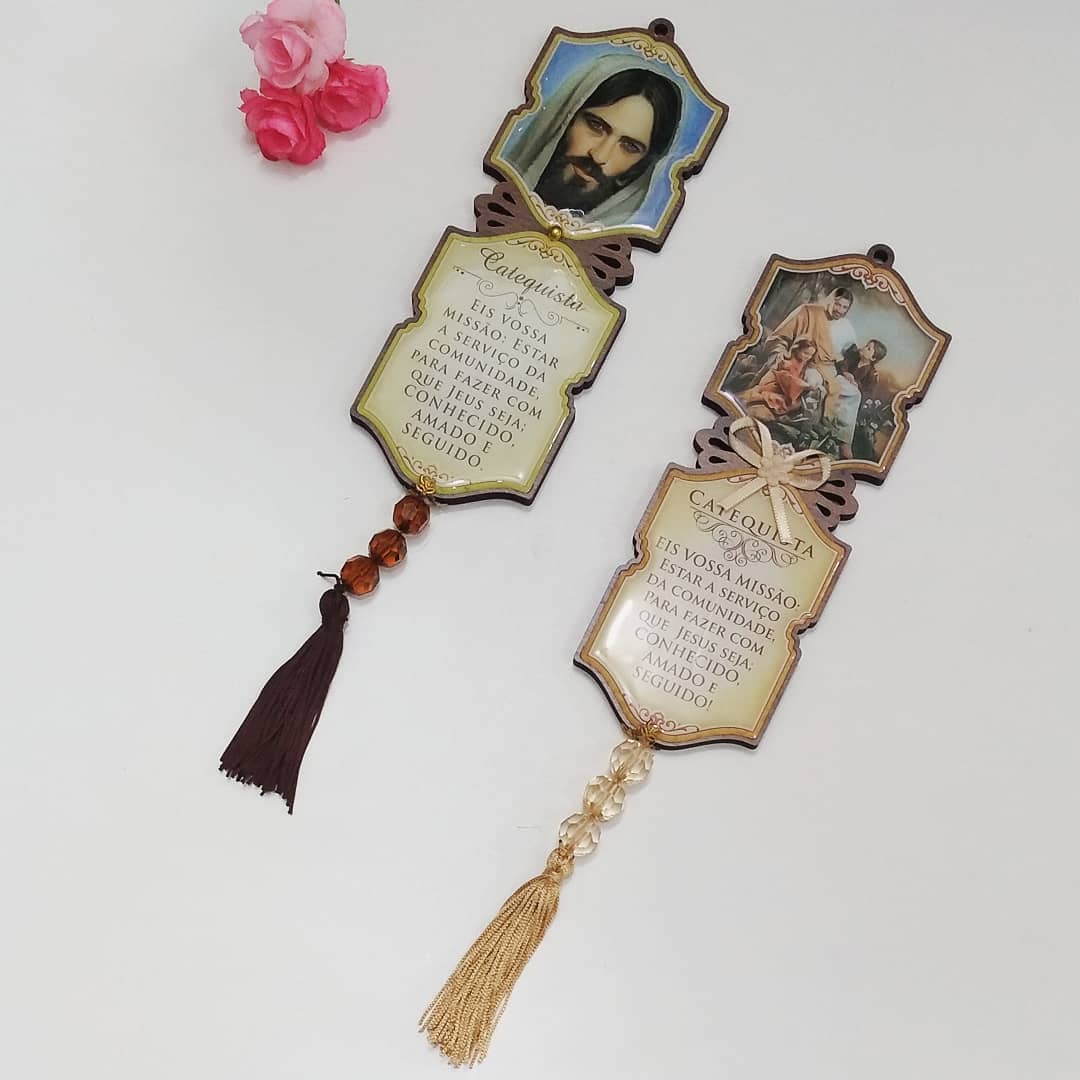 Catequista
EIS VOSSA
MISSÃO: ESTAR
A SERVIÇO DA
COMUNIDADE,
PARA FAZER COM
QUE JEUS SEJA;
CONHECIDO,
AMADO E
SEGUIDO.
CATEQUISTA
EIS VOSSA MISSÃO.
ESTAR A SERVIÇO
DA COMUNIDADE,
PARA FAZER COM
QUE JESUS SEJA;
CONHECIDO,
AMADO E
SEGUIDO!